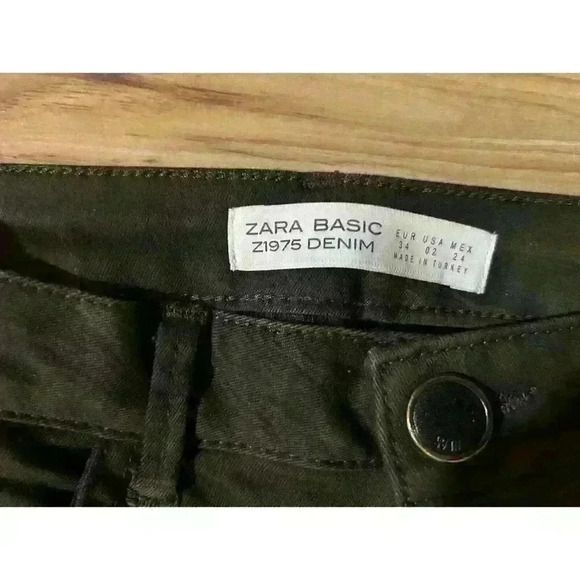 ZARA BASIC
Z1975 DENIM
EUR USA MEX
34 02 24
MADE IN TURKEY